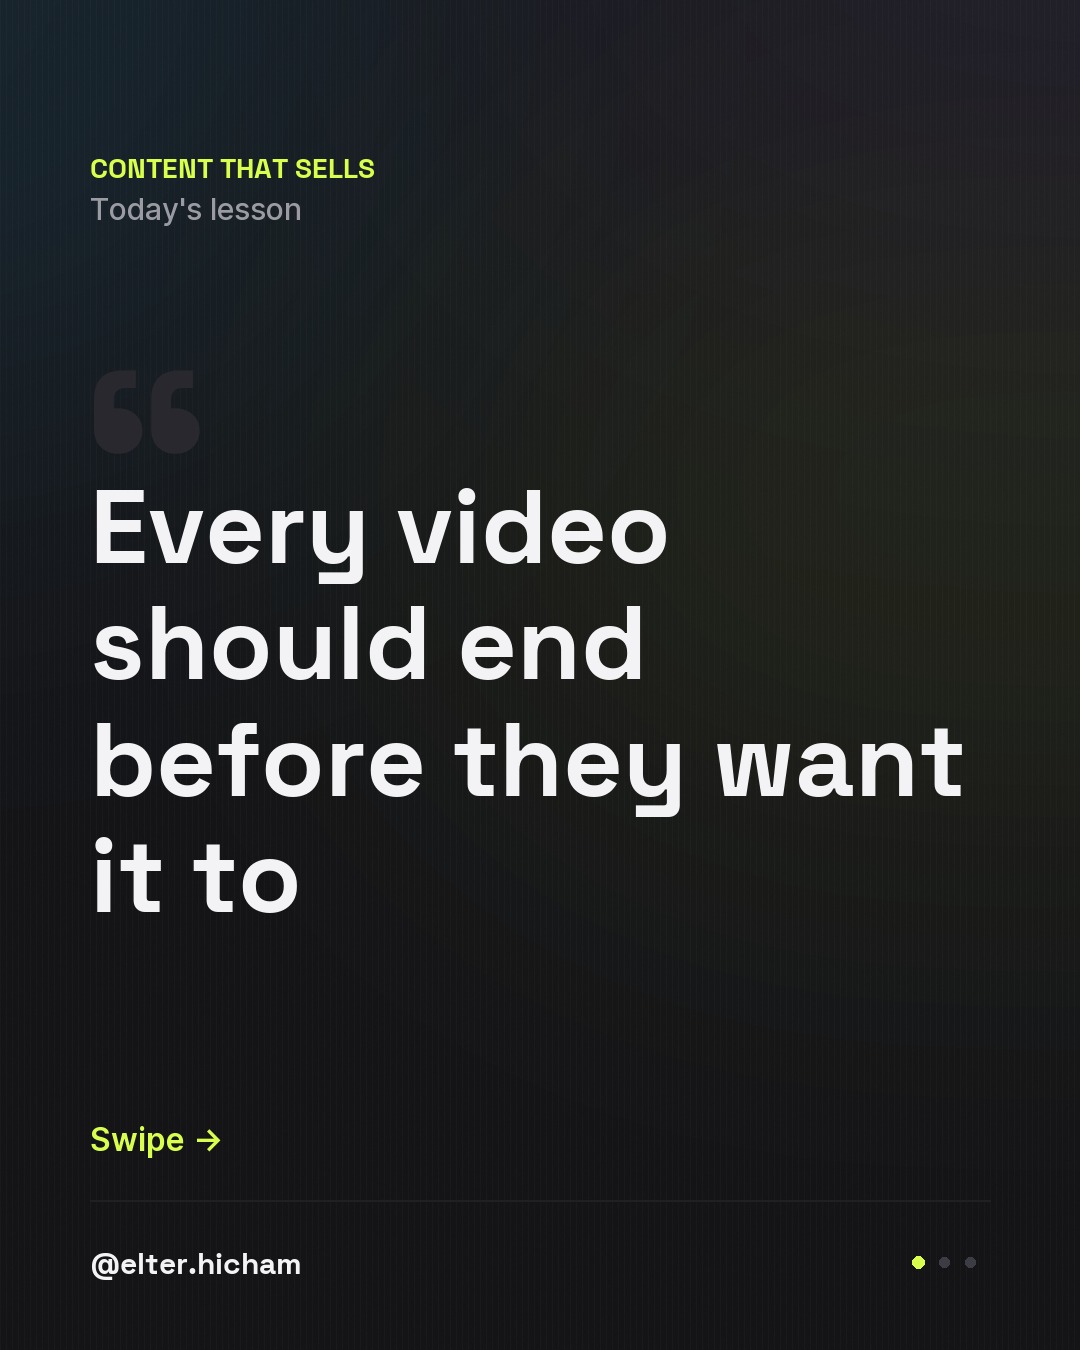 CONTENT THAT SELLS
Today's lesson
“
Every video
should end
before they want
it to
Swipe →
@elter.hicham